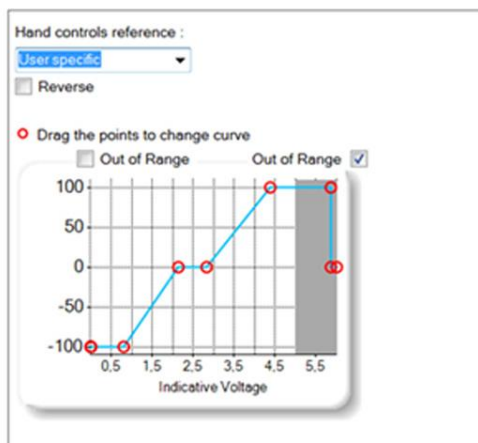 Hand controls reference :
User specific
Reverse
Drag the points to change curve
Out of Range Out of Range
100
50
0
-50
-100
0,5 1,5 2,5 3,5 4,5 5,5
Indicative Voltage